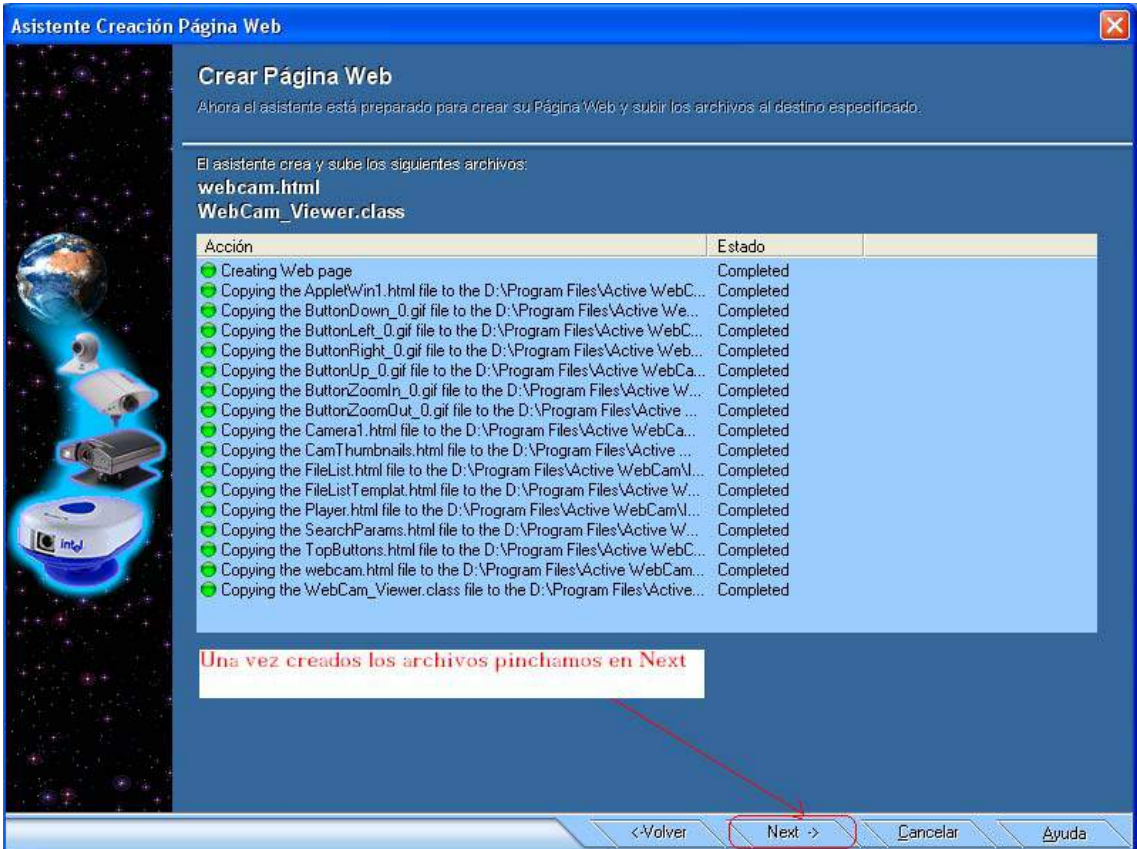 Asistente Creación Página Web
Crear Página Web
Ahora el asistente está preparado para crear su Página Web y subir los archivos al destino especificado.
El asistente crea y sube los siguientes archivos:
webcam.html
WebCam_Viewer.class
Acción Estado
Creating Web page Completed
Copying the AppletWin1.html file to the D:\Program Files\Active WebC... Completed
Copying the ButtonDown_0.gif file to the D:\Program Files\Active We... Completed
Copying the ButtonLeft_0.gif file to the D:\Program Files\Active WebC... Completed
Copying the ButtonRight_0.gif file to the D:\Program Files\Active Web... Completed
Copying the ButtonUp_0.gif file to the D:\Program Files\Active WebCa... Completed
Copying the ButtonZoomIn_0.gif file to the D:\Program Files\Active W... Completed
Copying the ButtonZoomOut_0.gif file to the D:\Program Files\Active ... Completed
Copying the Camera1.html file to the D:\Program Files\Active WebCa... Completed
Copying the CamThumbnails.html file to the D:\Program Files\Active ... Completed
Copying the FileList.html file to the D:\Program Files\Active WebCam\I... Completed
Copying the FileListTemplat.html file to the D:\Program Files\Active W... Completed
Copying the Player.html file to the D:\Program Files\Active WebCam\I... Completed
Copying the SearchParams.html file to the D:\Program Files\Active W... Completed
Copying the TopButtons.html file to the D:\Program Files\Active WebC... Completed
Copying the webcam.html file to the D:\Program Files\Active WebCam... Completed
Copying the WebCam_Viewer.class file to the D:\Program Files\Active... Completed
intel
Una vez creados los archivos pinchamos en Next
<-Volver Next -> Cancelar Ayuda